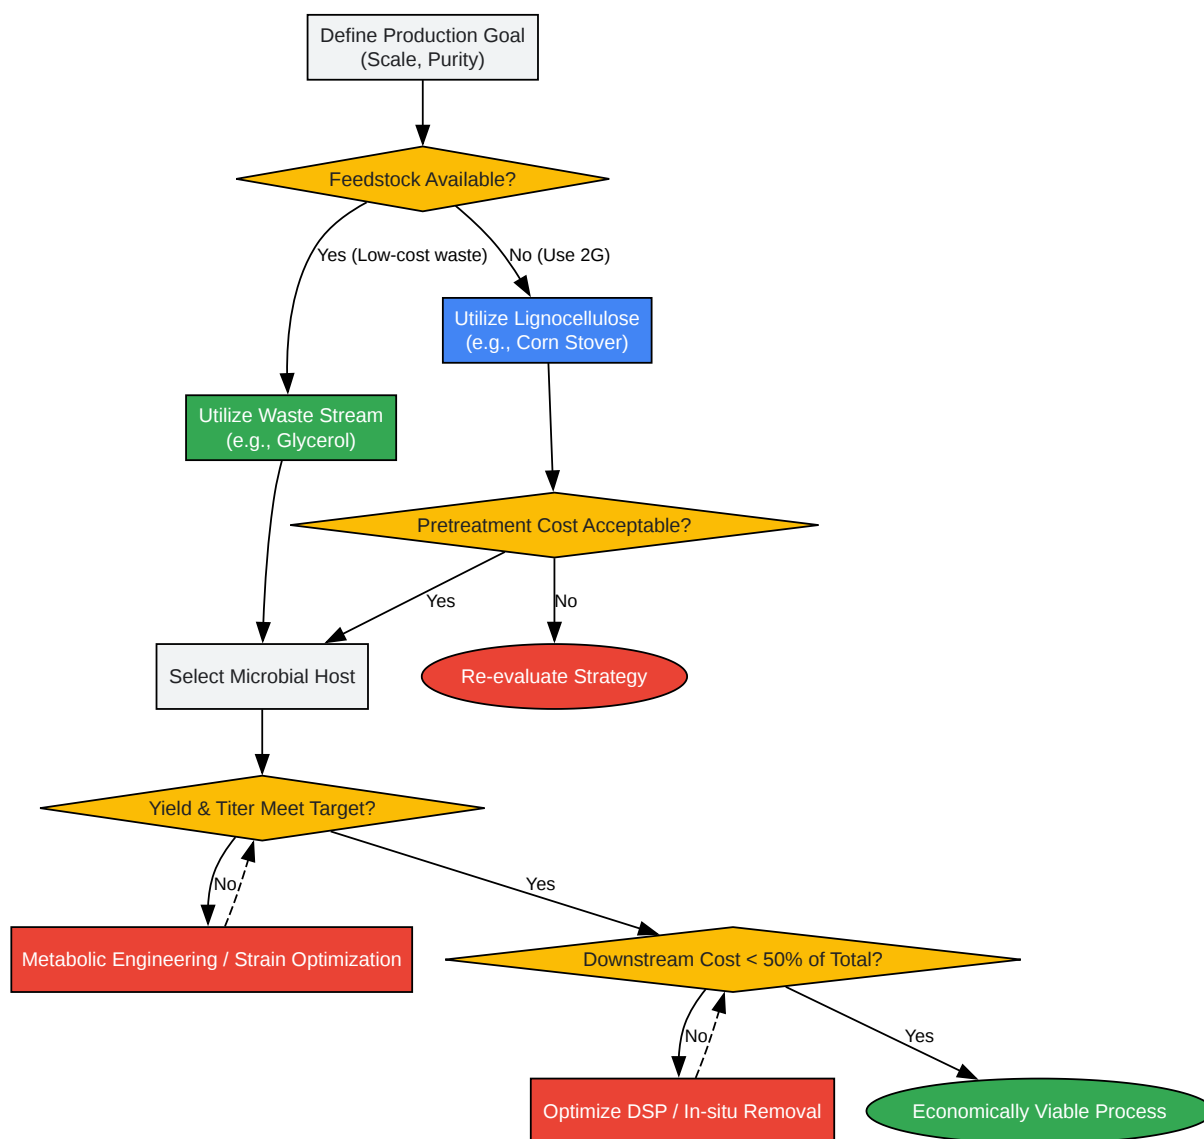 Define Production Goal
(Scale, Purity)
Feedstock Available?
Yes (Low-cost waste)
No (Use 2G)
Utilize Lignocellulose
(e.g., Corn Stover)
Utilize Waste Stream
(e.g., Glycerol)
Pretreatment Cost Acceptable?
Yes
No
Select Microbial Host
Re-evaluate Strategy
Yield & Titer Meet Target?
No
Yes
Metabolic Engineering / Strain Optimization
Downstream Cost < 50% of Total?
No
Yes
Optimize DSP / In-situ Removal
Economically Viable Process